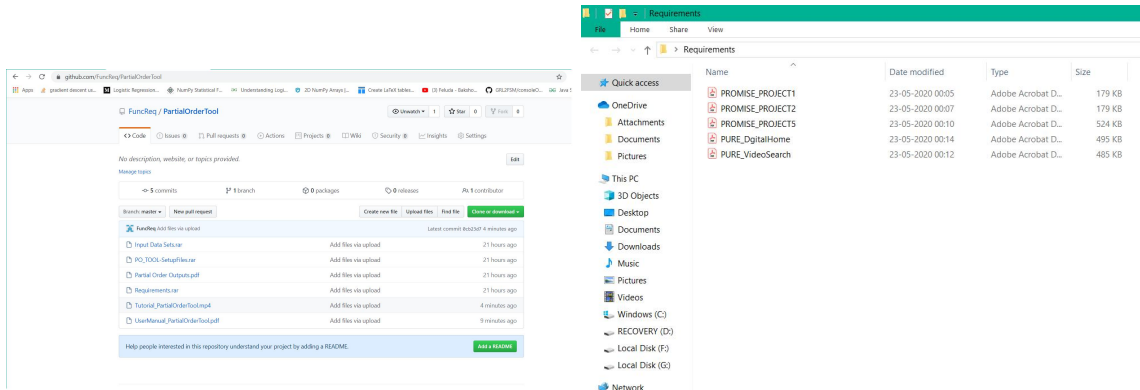 github.com/FuncReq/PartialOrderTool
Apps gradient descent ca... Logistic Regression... NumPy Statistical F... Understanding Logi... 2D NumPy Arrays |... Create LaTeX tables... (3) Pekuda - Baksho... GRL2FSM/consoleO... Java
FuncReq / PartialOrderTool
Unwatch 1 Star 0 Fork 0
Code Issues 0 Pull requests 0 Actions Projects 0 Wiki Security 0 Insights Settings
No description, website, or topics provided. Edit
Manage topics
5 commits 1 branch 0 packages 0 releases 1 contributor
Branch: master New pull request Create new file Upload files Find file Clone or download
FuncReq Add files via upload Latest commit 8cb23d7 4 minutes ago
Input Data Sets.rar Add files via upload 21 hours ago
PO_TOOL-SetupFiles.rar Add files via upload 21 hours ago
Partial Order Outputs.pdf Add files via upload 21 hours ago
Requirements.rar Add files via upload 21 hours ago
Tutorial_PartialOrderTool.mp4 Add files via upload 4 minutes ago
UserManual_PartialOrderTool.pdf Add files via upload 9 minutes ago
Help people interested in this repository understand your project by adding a README. Add a README
Requirements
File Home Share View
Requirements
Name Date modified Type Size
Quick access
OneDrive
Attachments
Documents
Pictures
This PC
3D Objects
Desktop
Documents
Downloads
Music
Pictures
Videos
Windows (C:)
RECOVERY (D:)
Local Disk (F:)
Local Disk (G:)
Network
PROMISE_PROJECT1 23-05-2020 00:05 Adobe Acrobat D... 179 KB
PROMISE_PROJECT2 23-05-2020 00:07 Adobe Acrobat D... 179 KB
PROMISE_PROJECT5 23-05-2020 00:10 Adobe Acrobat D... 524 KB
PURE_DgitalHome 23-05-2020 00:14 Adobe Acrobat D... 495 KB
PURE_VideoSearch 23-05-2020 00:12 Adobe Acrobat D... 485 KB